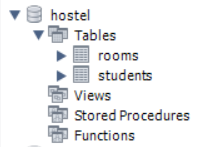 hostel
Tables
rooms
students
Views
Stored Procedures
Functions